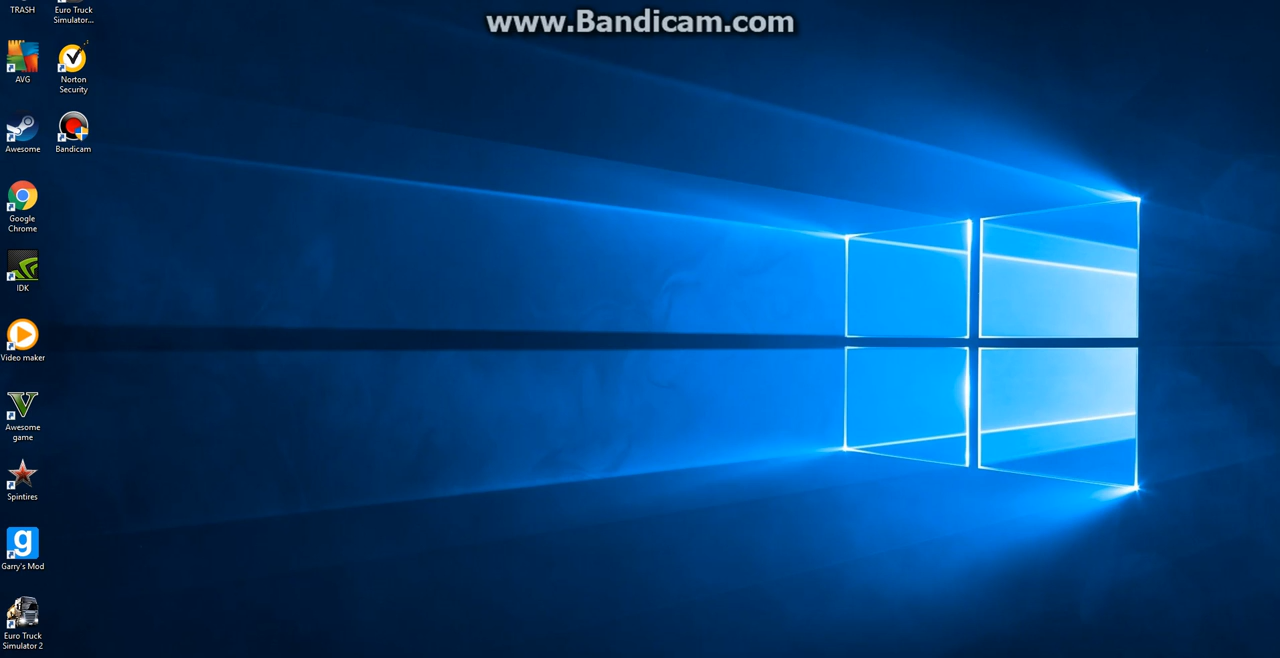 www.Bandicam.com
TRASH
Euro Truck
Simulator...
AVG
Norton
Security
Awesome
Bandicam
Google
Chrome
IDK
Video maker
Awesome
game
Spintires
g
Garry's Mod
Euro Truck
Simulator 2